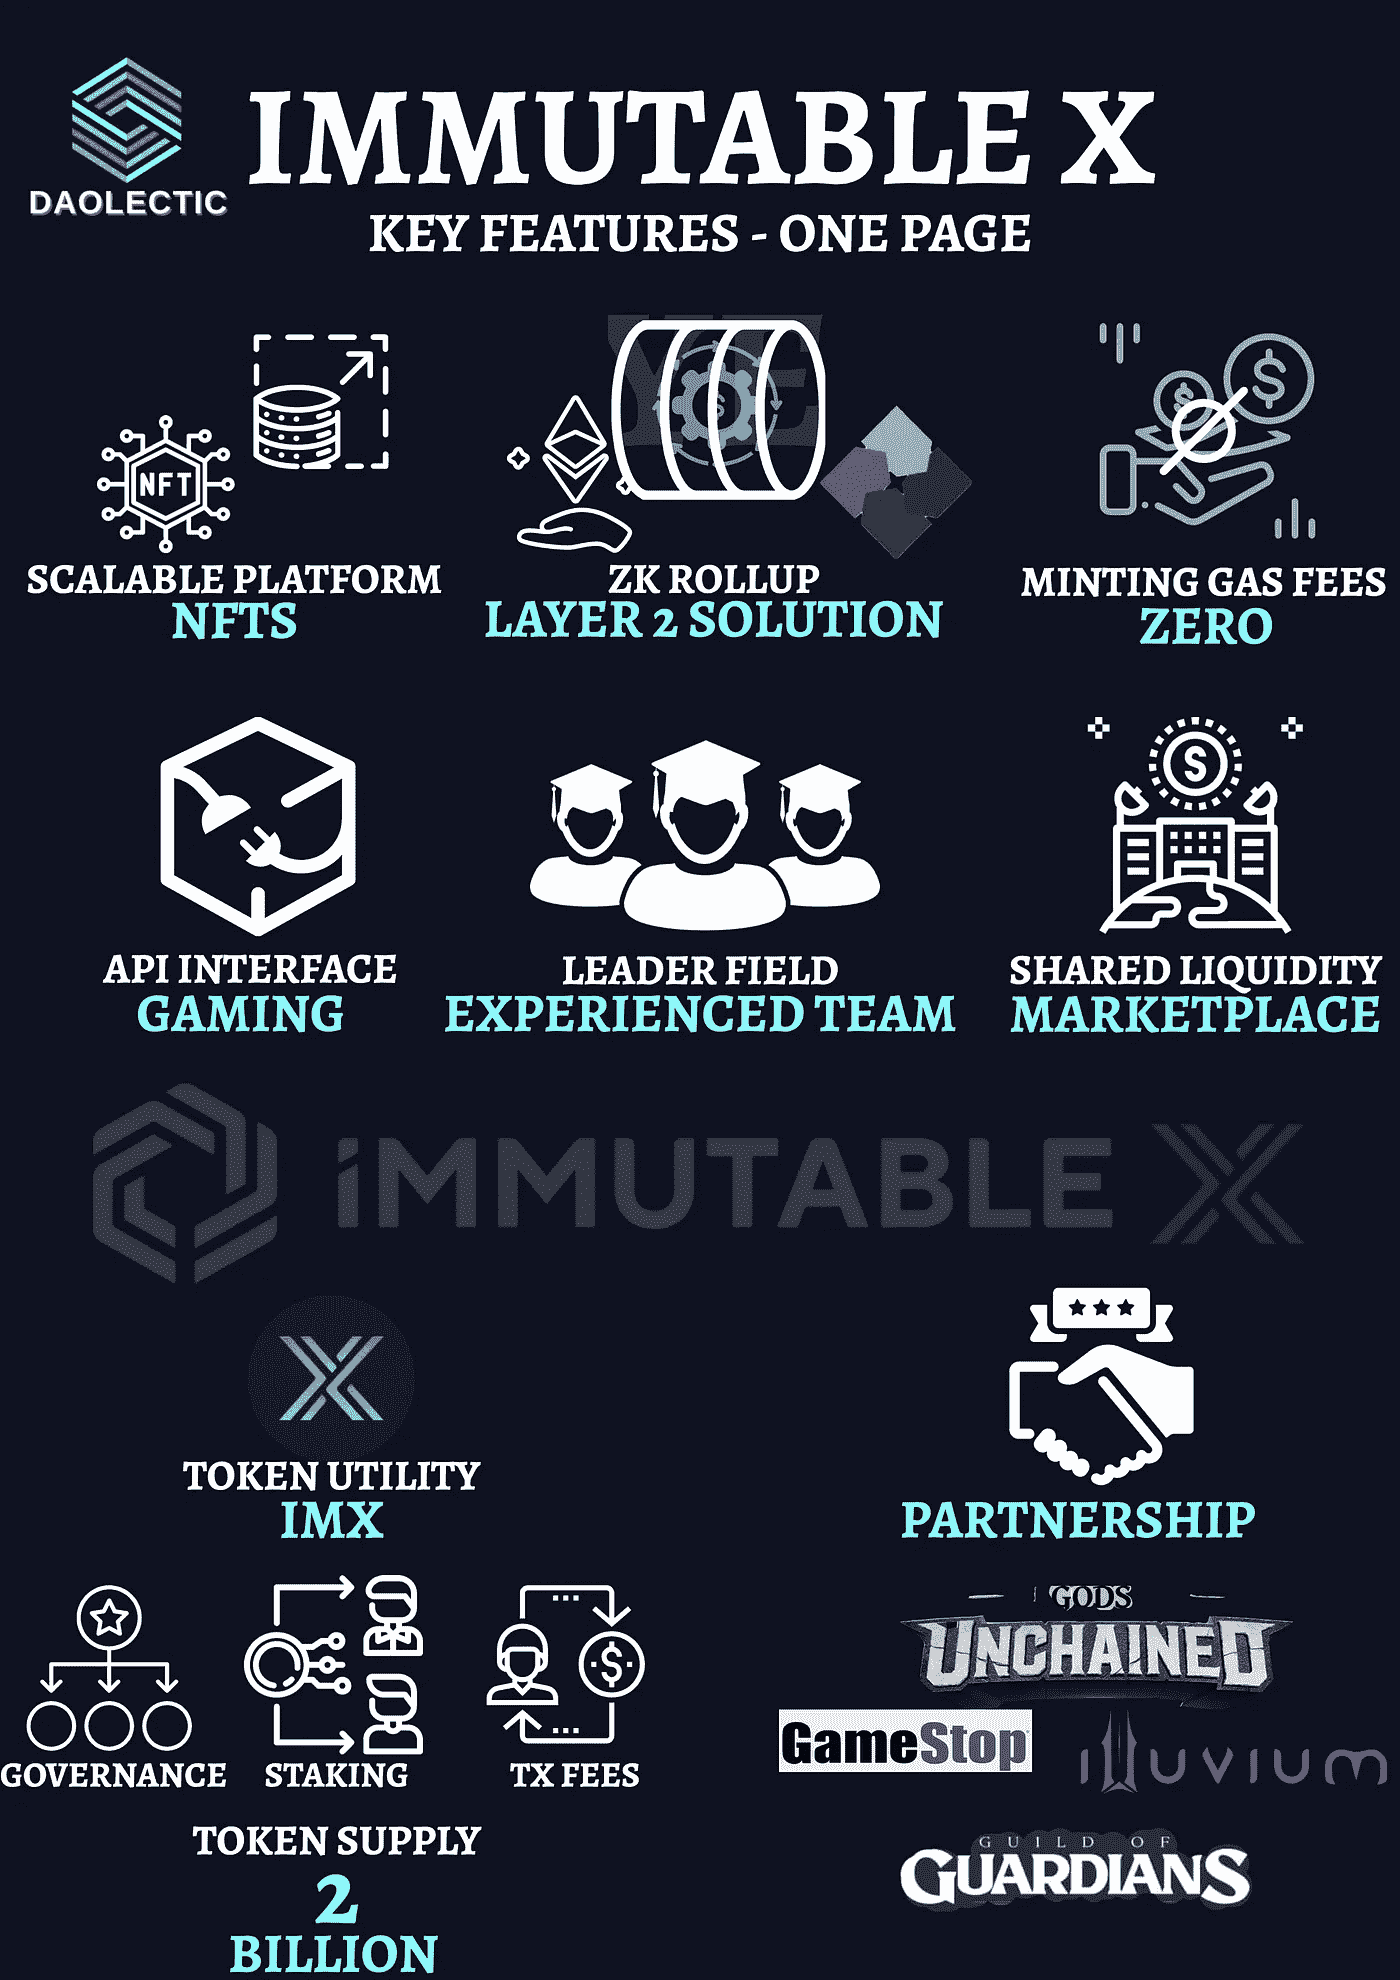 DAOLECTIC
IMMUTABLE X
KEY FEATURES - ONE PAGE
NFT
SCALABLE PLATFORM
NFTS
ZK ROLLUP
LAYER 2 SOLUTION
MINTING GAS FEES
ZERO
API INTERFACE
GAMING
LEADER FIELD
EXPERIENCED TEAM
SHARED LIQUIDITY
MARKETPLACE
iMMUTABLE X
TOKEN UTILITY
IMX
GOVERNANCE
STAKING
TX FEES
TOKEN SUPPLY
2
BILLION
PARTNERSHIP
GODS
UNCHAINED
GameStop
illuvium
GUILD OF
GUARDIANS